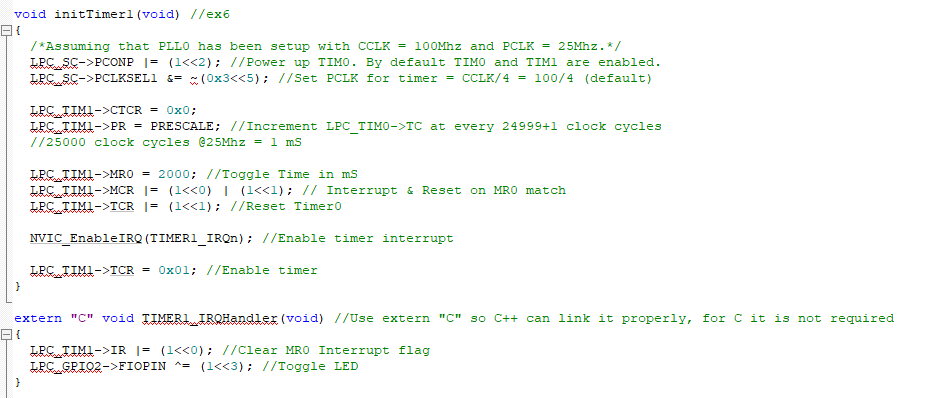 void initTimer1(void) //ex6
{
/*Assuming that PLL0 has been setup with CCLK = 100Mhz and PCLK = 25Mhz.*/
LPC_SC->PCONP |= (1<<2); //Power up TIM0. By default TIM0 and TIM1 are enabled.
LPC_SC->PCLKSEL1 &= ~(0x3<<5); //Set PCLK for timer = CCLK/4 = 100/4 (default)
LPC_TIM1->CTCR = 0x0;
LPC_TIM1->PR = PRESCALE; //Increment LPC_TIM0->TC at every 24999+1 clock cycles
//25000 clock cycles @25Mhz = 1 mS
LPC_TIM1->MR0 = 2000; //Toggle Time in mS
LPC_TIM1->MCR |= (1<<0) | (1<<1); // Interrupt & Reset on MR0 match
LPC_TIM1->TCR |= (1<<1); //Reset Timer0
NVIC_EnableIRQ(TIMER1_IRQn); //Enable timer interrupt
LPC_TIM1->TCR = 0x01; //Enable timer
}
extern "C" void TIMER1_IRQHandler(void) //Use extern "C" so C++ can link it properly, for C it is not required
{
LPC_TIM1->IR |= (1<<0); //Clear MR0 Interrupt flag
LPC_GPIO2->FIOPIN ^= (1<<3); //Toggle LED
}